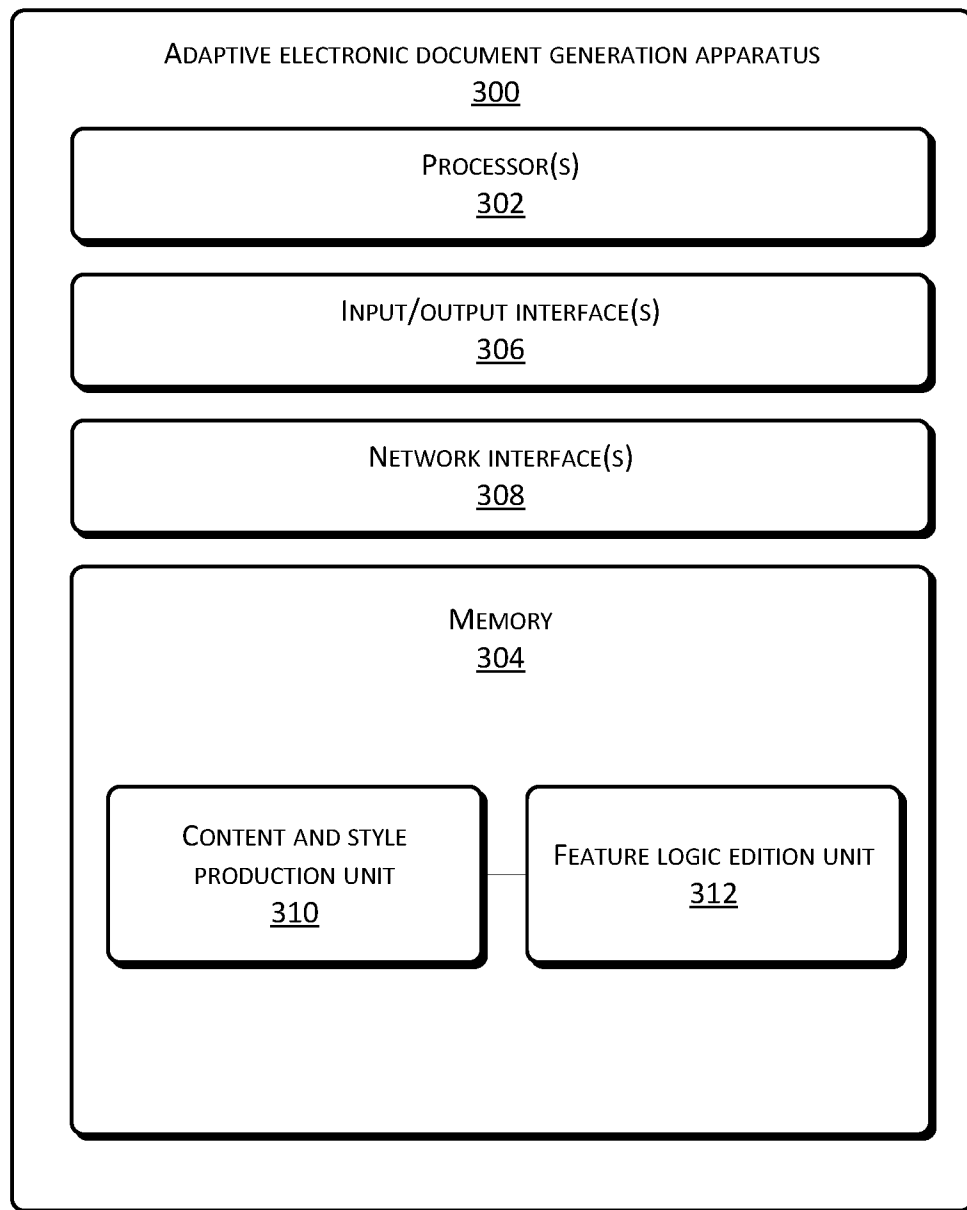 ADAPTIVE ELECTRONIC DOCUMENT GENERATION APPARATUS
300
PROCESSOR(S)
302
INPUT/OUTPUT INTERFACE(S)
306
NETWORK INTERFACE(S)
308
MEMORY
304
CONTENT AND STYLE
PRODUCTION UNIT
310
FEATURE LOGIC EDITION UNIT
312